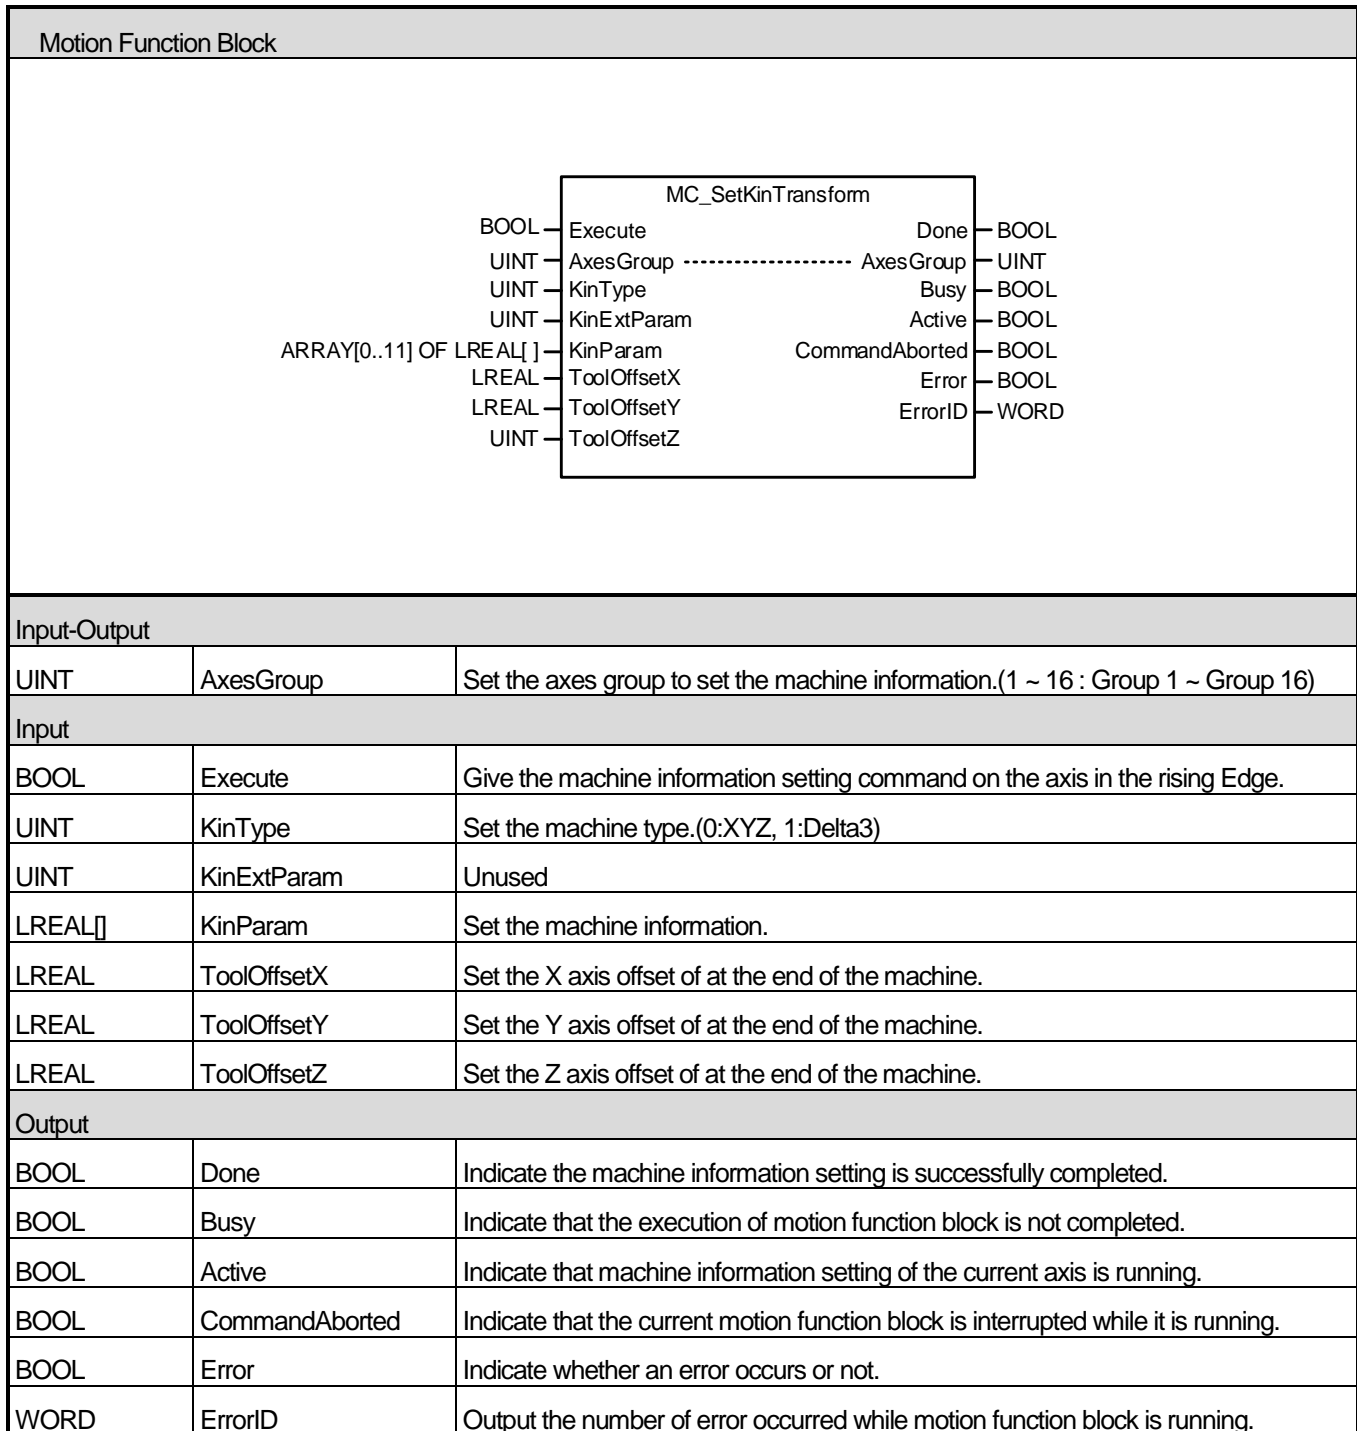 Motion Function Block
MC_SetKinTransform
BOOL Execute Done BOOL
UINT AxesGroup AxesGroup UINT
UINT KinType Busy BOOL
UINT KinExtParam Active BOOL
ARRAY[0..11] OF LREAL[ ] KinParam CommandAborted BOOL
LREAL ToolOffsetX Error BOOL
LREAL ToolOffsetY ErrorID WORD
UINT ToolOffsetZ
Input-Output
UINT AxesGroup Set the axes group to set the machine information.(1 ~ 16 : Group 1 ~ Group 16)
Input
BOOL Execute Give the machine information setting command on the axis in the rising Edge.
UINT KinType Set the machine type.(0:XYZ, 1:Delta3)
UINT KinExtParam Unused
LREAL[] KinParam Set the machine information.
LREAL ToolOffsetX Set the X axis offset of at the end of the machine.
LREAL ToolOffsetY Set the Y axis offset of at the end of the machine.
LREAL ToolOffsetZ Set the Z axis offset of at the end of the machine.
Output
BOOL Done Indicate the machine information setting is successfully completed.
BOOL Busy Indicate that the execution of motion function block is not completed.
BOOL Active Indicate that machine information setting of the current axis is running.
BOOL CommandAborted Indicate that the current motion function block is interrupted while it is running.
BOOL Error Indicate whether an error occurs or not.
WORD ErrorID Output the number of error occurred while motion function block is running.